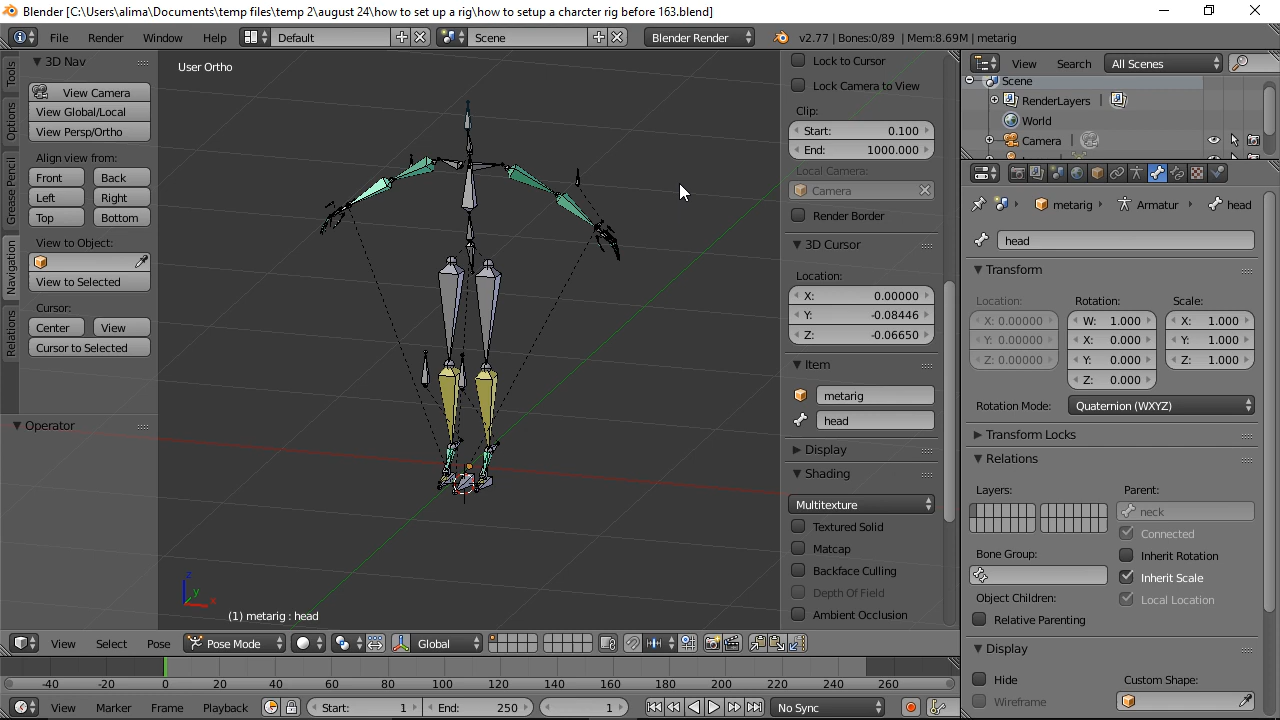 Blender [C:\Users\alima\Documents\temp files\temp 2\august 24\how to set up a rig\how to setup a charcter rig before 163.blend]
File Render Window Help Default Scene Blender Render v2.77 | Bones:0/89 | Mem:8.69M | metarig
Tools
Options
Grease Pencil
Navigation
Relations
3D Nav
View Camera
View Global/Local
View Persp/Ortho
Align view from:
Front Back
Left Right
Top Bottom
View to Object:
View to Selected
Cursor:
Center View
Cursor to Selected
Operator
User Ortho
z
y
x
(1) metarig : head
Lock to Cursor
Lock Camera to View
Clip:
Start: 0.100
End: 1000.000
Local Camera:
Camera
Render Border
3D Cursor
Location:
X: 0.00000
Y: -0.08446
Z: -0.06650
Item
metarig
head
Display
Shading
Multitexture
Textured Solid
Matcap
Backface Culling
Depth Of Field
Ambient Occlusion
View Search All Scenes
Scene
RenderLayers |
World
Camera |
metarig Armatur head
head
Transform
Location: Rotation: Scale:
X: 0.00000 W: 1.000 X: 1.000
Y: 0.00000 X: 0.000 Y: 1.000
Z: 0.00000 Y: 0.000 Z: 1.000
Z: 0.000
Rotation Mode: Quaternion (WXYZ)
Transform Locks
Relations
Layers: Parent:
neck
Connected
Bone Group: Inherit Rotation
Inherit Scale
Object Children: Local Location
Relative Parenting
Display
Hide Custom Shape:
Wireframe
View Select Pose Pose Mode Global
-40 -20 0 20 40 60 80 100 120 140 160 180 200 220 240 260
View Marker Frame Playback Start: 1 End: 250 1 No Sync